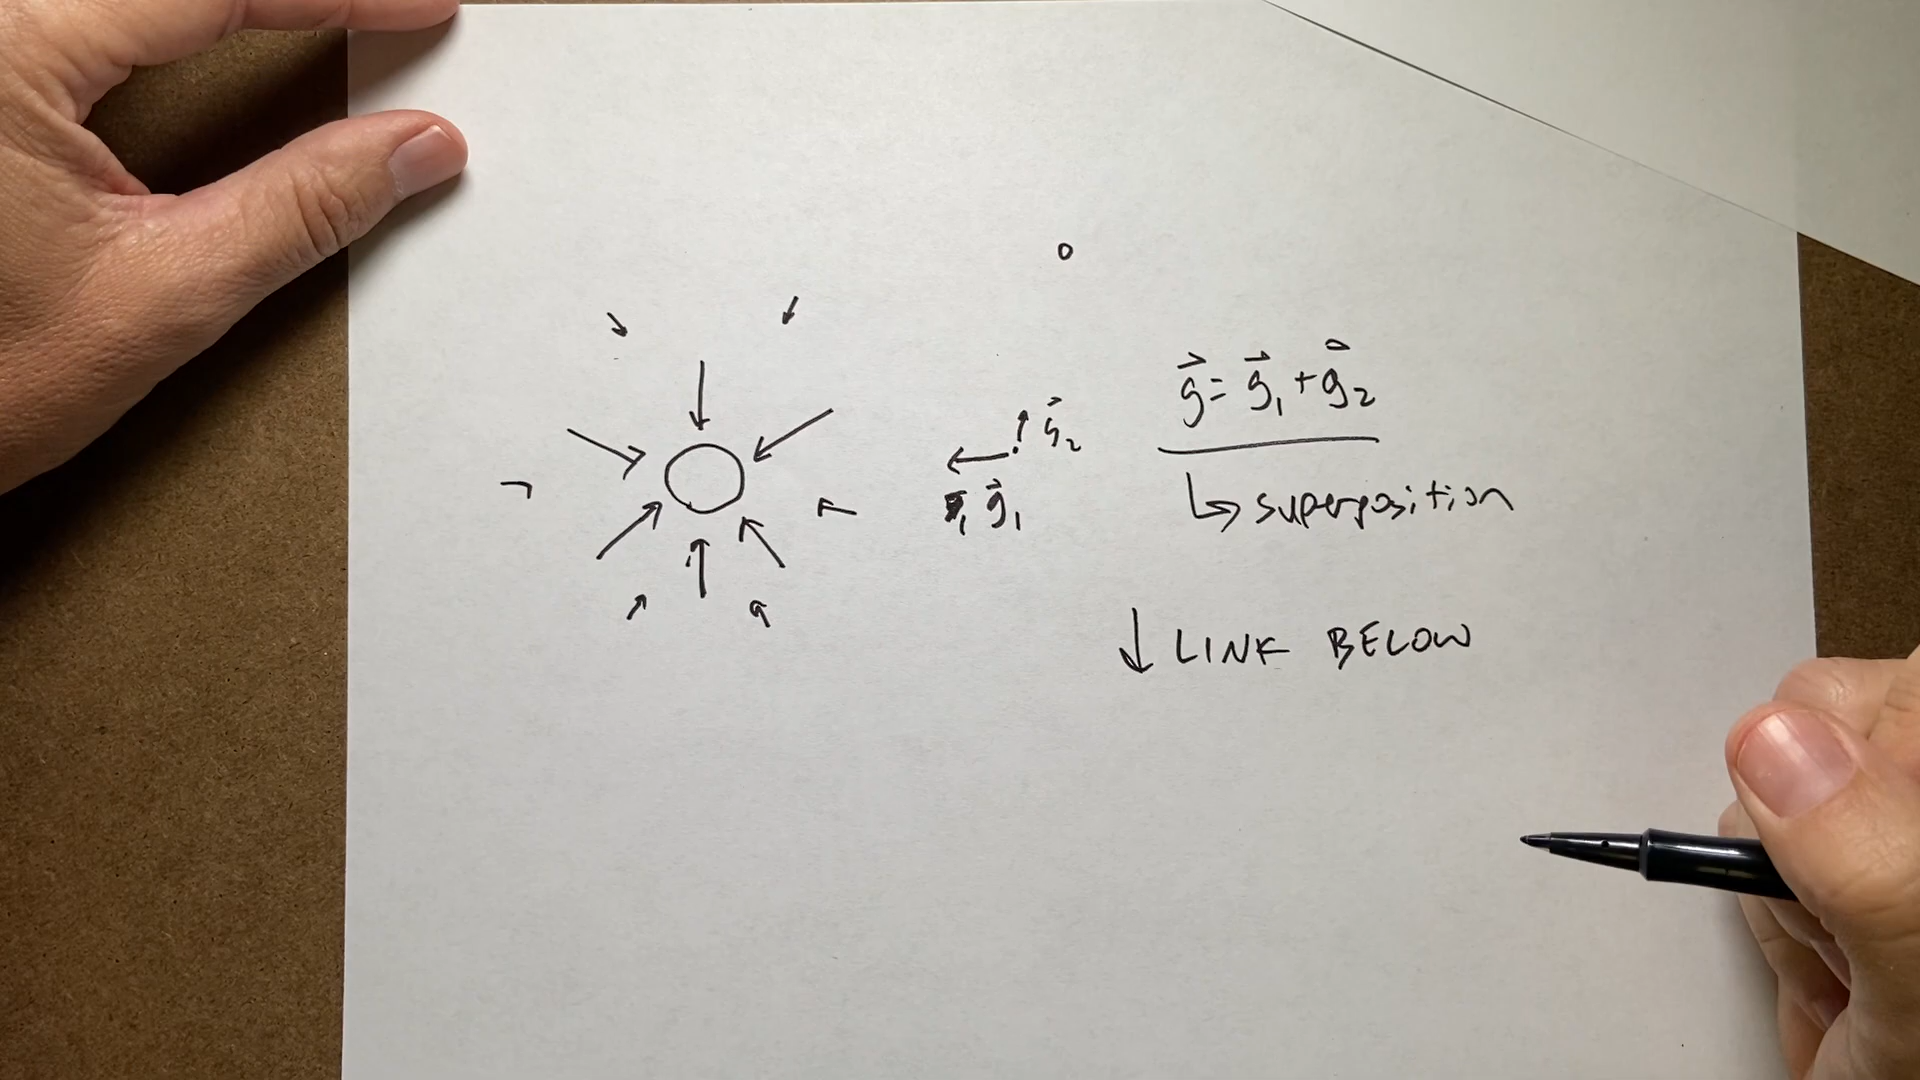 g⃗ = g⃗₁ + g⃗₂
g⃗₂
g⃗₁
↳ superposition
↓ LINK BELOW